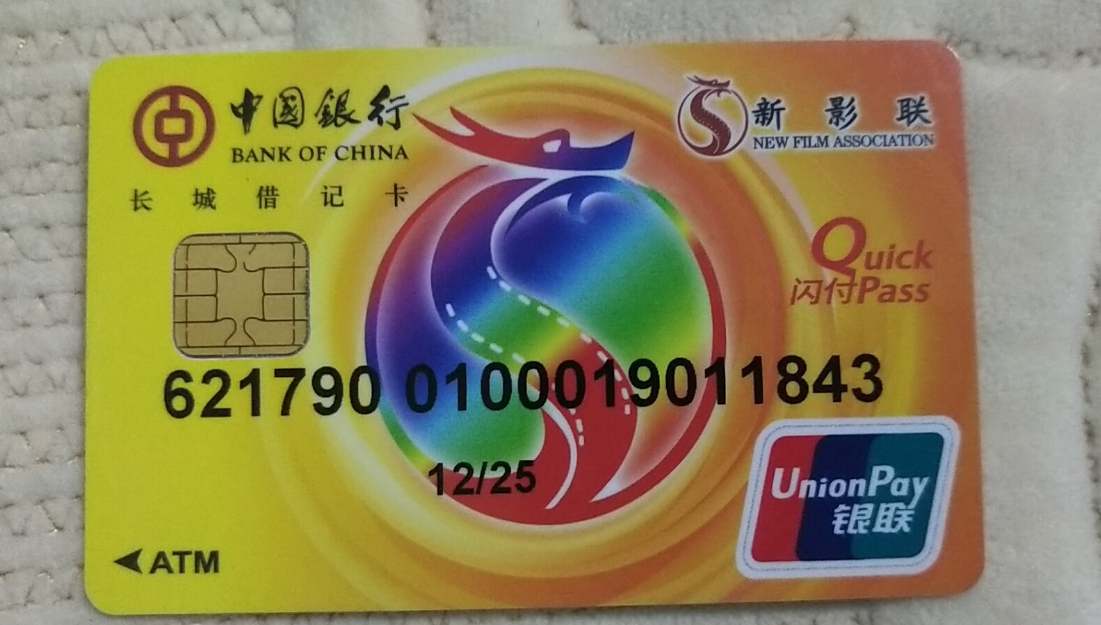 中国銀行
BANK OF CHINA
长城借记卡
新影联
NEW FILM ASSOCIATION
Quick
闪付Pass
621790 0100019011843
12/25
UnionPay
银联
ATM